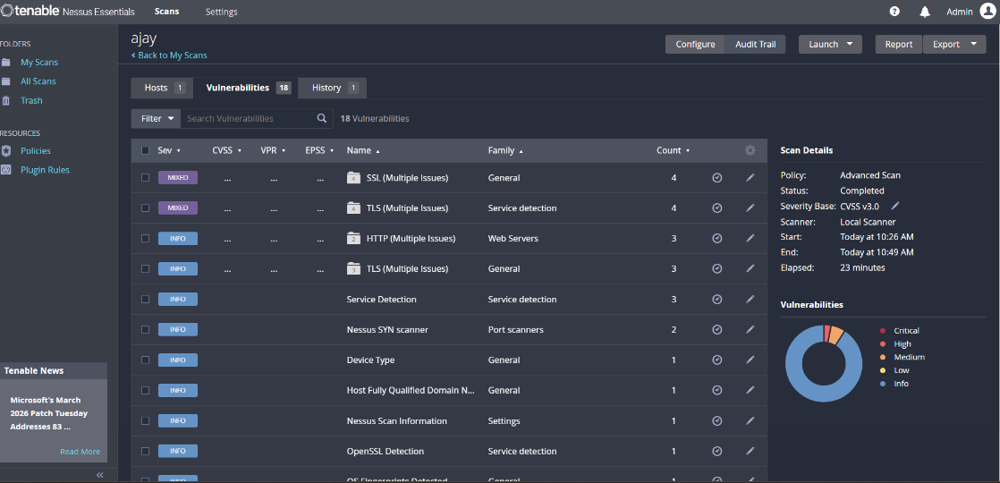 tenable Nessus Essentials Scans Settings Admin
FOLDERS
My Scans
All Scans
Trash
RESOURCES
Policies
Plugin Rules
Tenable News
Microsoft's March
2026 Patch Tuesday
Addresses 83 ...
Read More
«
ajay
< Back to My Scans
Configure Audit Trail Launch Report Export
Hosts 1 Vulnerabilities 18 History 1
Filter Search Vulnerabilities 18 Vulnerabilities
Sev CVSS VPR EPSS Name Family Count
MIXED ... ... ... 4 SSL (Multiple Issues) General 4
MIXED ... ... ... 4 TLS (Multiple Issues) Service detection 4
INFO ... ... ... 2 HTTP (Multiple Issues) Web Servers 3
INFO ... ... ... 3 TLS (Multiple Issues) General 3
INFO Service Detection Service detection 3
INFO Nessus SYN scanner Port scanners 2
INFO Device Type General 1
INFO Host Fully Qualified Domain N... General 1
INFO Nessus Scan Information Settings 1
INFO OpenSSL Detection Service detection 1
INFO OS Fingerprints Detected General 1
Scan Details
Policy: Advanced Scan
Status: Completed
Severity Base: CVSS v3.0
Scanner: Local Scanner
Start: Today at 10:26 AM
End: Today at 10:49 AM
Elapsed: 23 minutes
Vulnerabilities
Critical
High
Medium
Low
Info